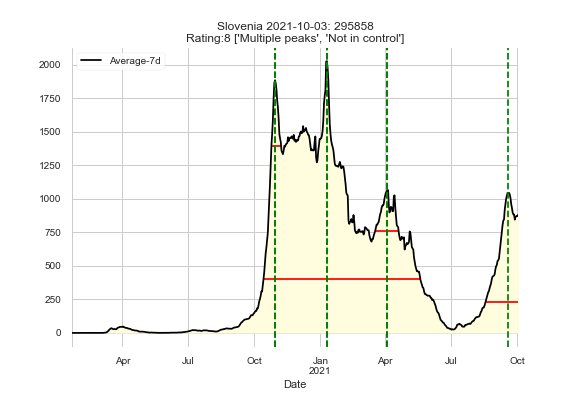 Slovenia 2021-10-03: 295858
Rating:8 ['Multiple peaks', 'Not in control']
Average-7d
2000
1750
1500
1250
1000
750
500
250
0
Apr Jul Oct Jan Apr Jul Oct
2021
Date